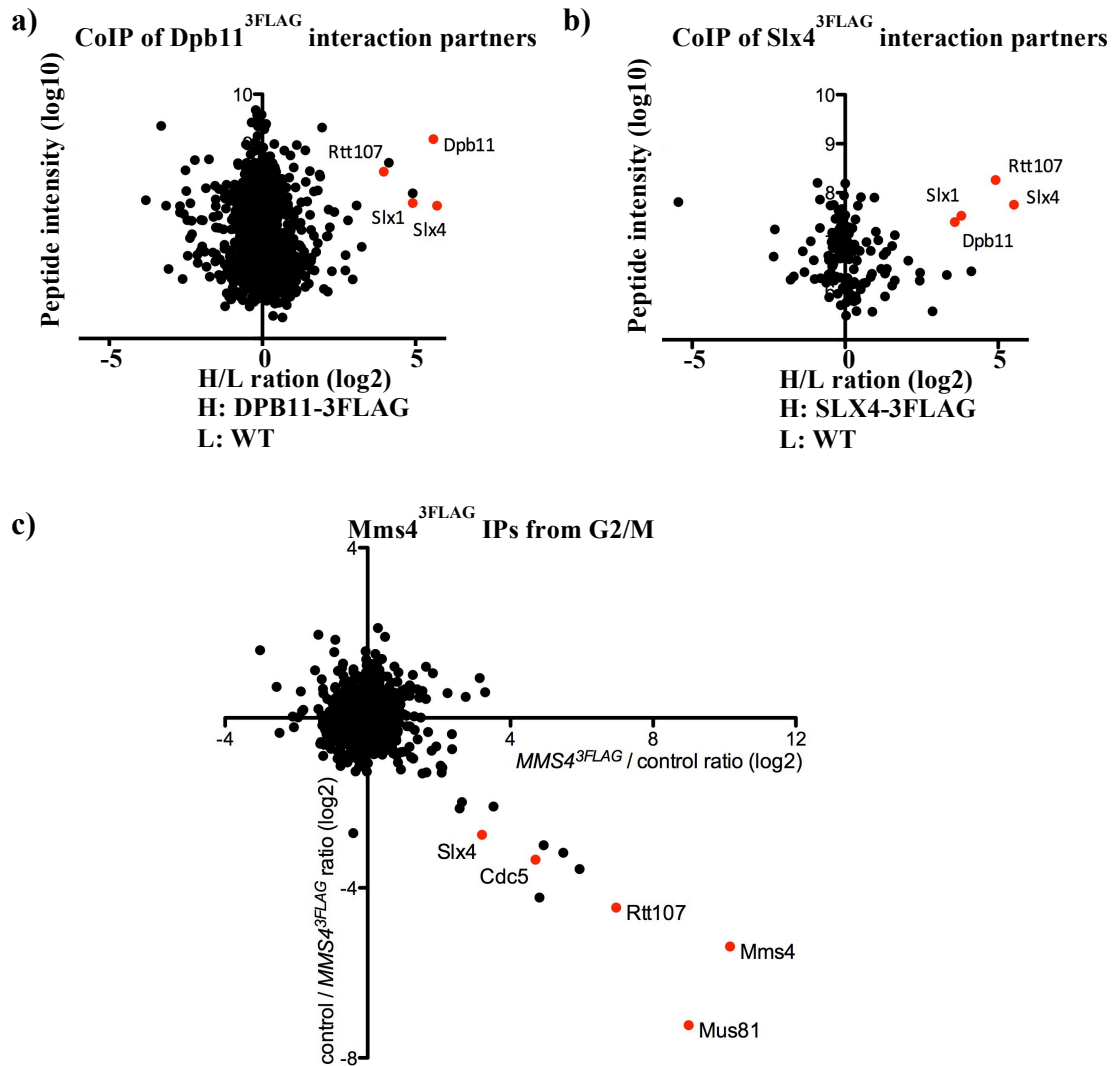 a)
CoIP of Dpb11 3FLAG interaction partners
Peptide intensity (log10)
10
Rtt107
Dpb11
Slx1
Slx4
-5
0
5
H/L ration (log2)
H: DPB11-3FLAG
L: WT
b)
CoIP of Slx4 3FLAG interaction partners
Peptide intensity (log10)
10
9
8
Rtt107
Slx1
Slx4
Dpb11
-5
0
5
H/L ration (log2)
H: SLX4-3FLAG
L: WT
c)
Mms4 3FLAG IPs from G2/M
4
-4
4
8
12
MMS4 3FLAG / control ratio (log2)
control / MMS4 3FLAG ratio (log2)
Slx4
Cdc5
-4
Rtt107
Mms4
Mus81
-8